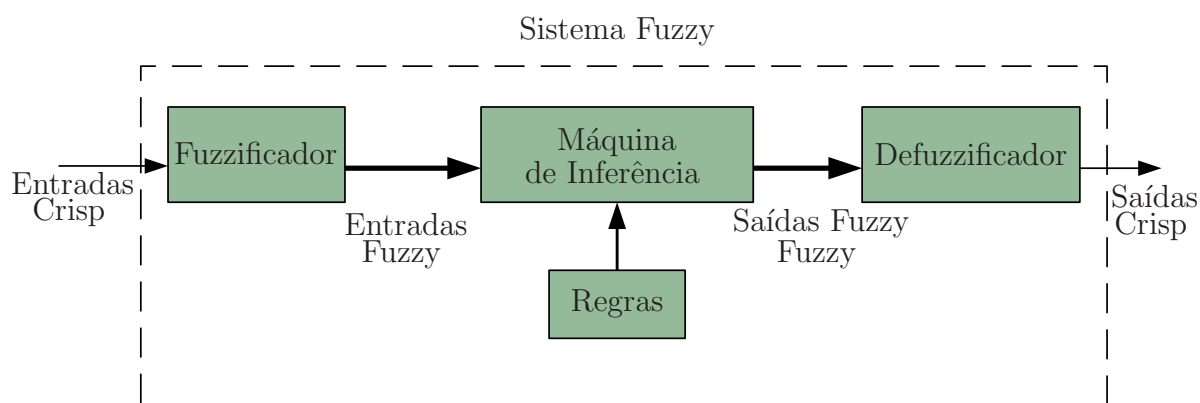 Sistema Fuzzy
Fuzzificador
Máquina
de Inferência
Defuzzificador
Entradas
Crisp
Entradas
Fuzzy
Saídas Fuzzy
Fuzzy
Saídas
Crisp
Regras